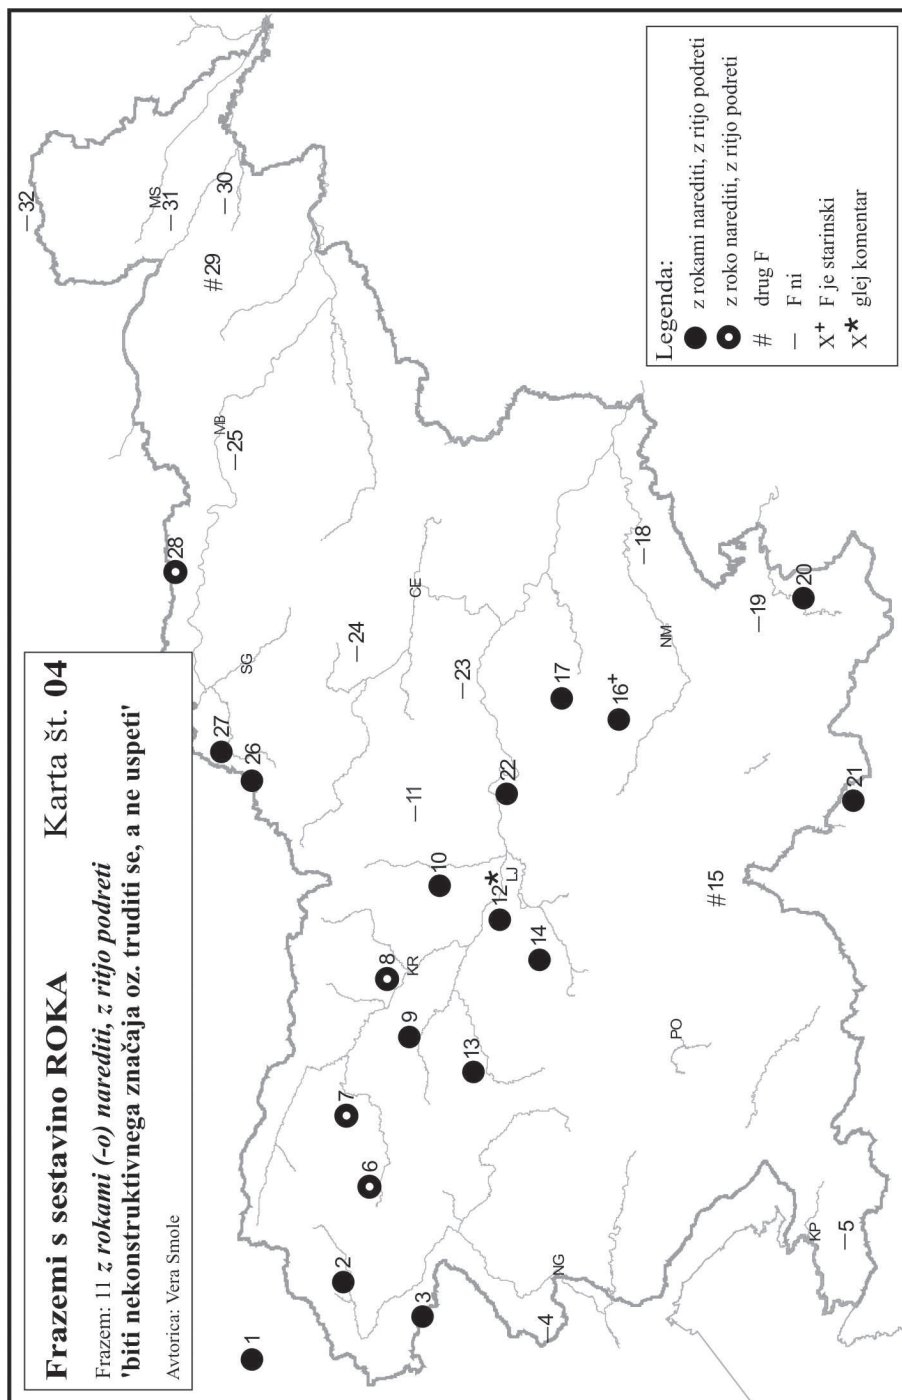 Frazemi s sestavino ROKA Karta št. 04
Frazem: 11 z rokami (-o) narediti, z ritjo podreti
'biti nekonstruktivnega značaja oz. truditi se, a ne uspeti'
Avtorica: Vera Smole
Legenda:
z rokami narediti, z ritjo podreti
z roko narediti, z ritjo podreti
# drug F
– F ni
X+ F je starinski
X* glej komentar
1
2
3
–4
–5
6
7
8
9
10
–11
12*
13
14
#15
16+
17
–18
–19
20
21
22
–23
–24
–25
26
27
28
#29
–30
–31
–32
MS
MB
SG
CE
KR
LJ
NM
NG
PO
KP